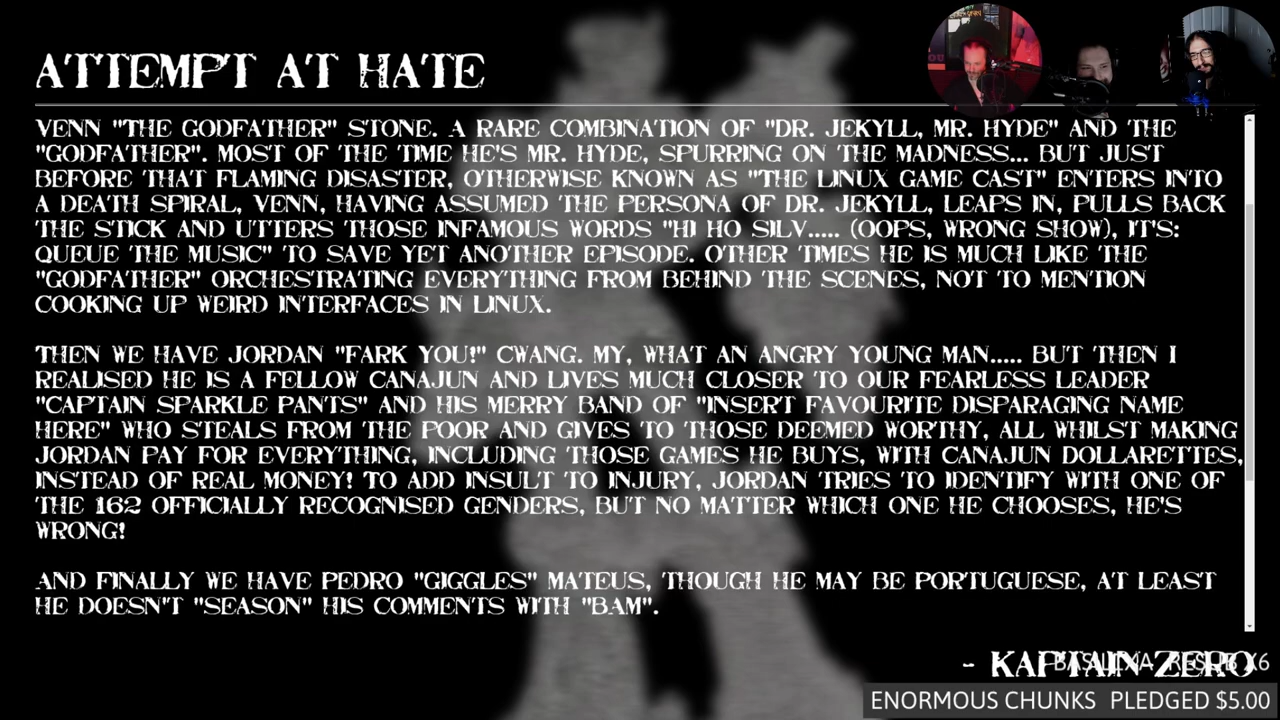 ATTEMPT AT HATE
VENN "THE GODFATHER" STONE. A RARE COMBINATION OF "DR. JEKYLL, MR. HYDE" AND THE
"GODFATHER". MOST OF THE TIME HE'S MR. HYDE, SPURRING ON THE MADNESS... BUT JUST
BEFORE THAT FLAMING DISASTER, OTHERWISE KNOWN AS "THE LINUX GAME CAST" ENTERS INTO
A DEATH SPIRAL, VENN, HAVING ASSUMED THE PERSONA OF DR. JEKYLL, LEAPS IN, PULLS BACK
THE STICK AND UTTERS THOSE INFAMOUS WORDS "HI HO SILV..... (OOPS, WRONG SHOW), IT'S:
QUEUE THE MUSIC" TO SAVE YET ANOTHER EPISODE. OTHER TIMES HE IS MUCH LIKE THE
"GODFATHER" ORCHESTRATING EVERYTHING FROM BEHIND THE SCENES, NOT TO MENTION
COOKING UP WEIRD INTERFACES IN LINUX.
THEN WE HAVE JORDAN "FARK YOU!" CWANG. MY, WHAT AN ANGRY YOUNG MAN..... BUT THEN I
REALISED HE IS A FELLOW CANAJUN AND LIVES MUCH CLOSER TO OUR FEARLESS LEADER
"CAPTAIN SPARKLE PANTS" AND HIS MERRY BAND OF "INSERT FAVOURITE DISPARAGING NAME
HERE" WHO STEALS FROM THE POOR AND GIVES TO THOSE DEEMED WORTHY, ALL WHILST MAKING
JORDAN PAY FOR EVERYTHING, INCLUDING THOSE GAMES HE BUYS, WITH CANAJUN DOLLARETTES,
INSTEAD OF REAL MONEY! TO ADD INSULT TO INJURY, JORDAN TRIES TO IDENTIFY WITH ONE OF
THE 162 OFFICIALLY RECOGNISED GENDERS, BUT NO MATTER WHICH ONE HE CHOOSES, HE'S
WRONG!
AND FINALLY WE HAVE PEDRO "GIGGLES" MATEUS, THOUGH HE MAY BE PORTUGUESE, AT LEAST
HE DOESN'T "SEASON" HIS COMMENTS WITH "BAM".
- KAPTAIN ZERO
ENORMOUS CHUNKS PLEDGED $5.00